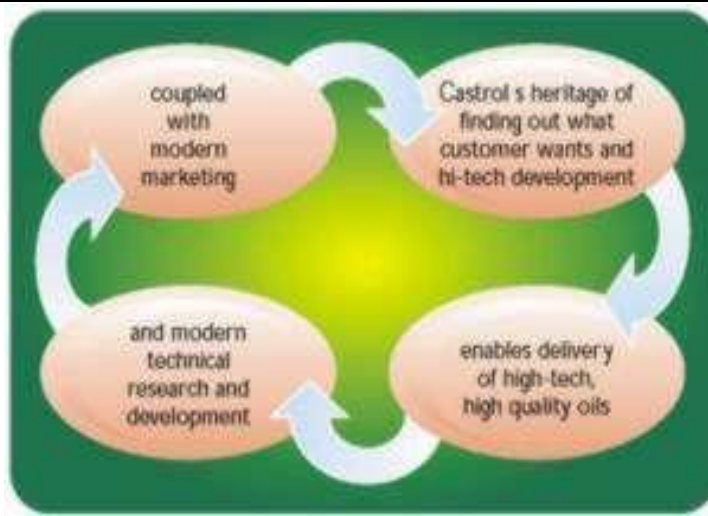 coupled
with
modern
marketing
Castrol s heritage of
finding out what
customer wants and
hi-tech development
and modern
technical
research and
development
enables delivery
of high-tech,
high quality oils